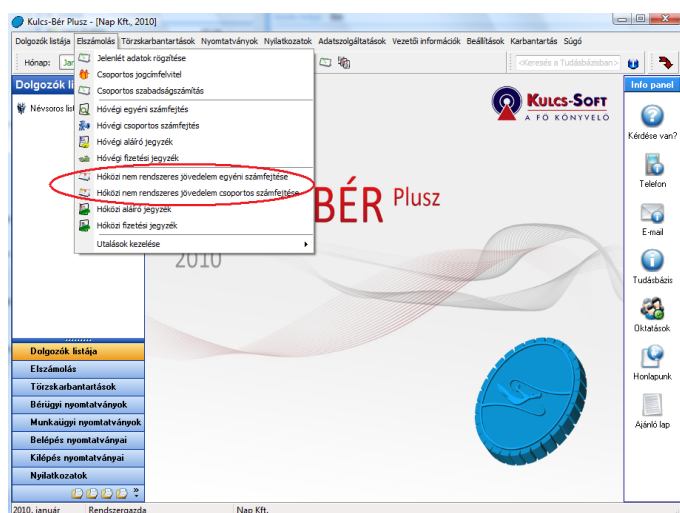 Kulcs-Bér Plusz - [Nap Kft., 2010]
Dolgozók listája Elszámolás Törzskarbantartások Nyomtatványok Nyilatkozatok Adatszolgáltatások Vezetői információk Beállítások Karbantartás Súgó
Hónap: Jan
<Keresés a Tudásbázisban>
Dolgozók li
Névsoros lis
Jelenlét adatok rögzítése
Csoportos jogcímfelvitel
Csoportos szabadságszámítás
Hóvégi egyéni számfejtés
Hóvégi csoportos számfejtés
Hóvégi aláíró jegyzék
Hóvégi fizetési jegyzék
Hóközi nem rendszeres jövedelem egyéni számfejtése
Hóközi nem rendszeres jövedelem csoportos számfejtése
Hóközi aláíró jegyzék
Hóközi fizetési jegyzék
Utalások kezelése
KULCS-SOFT
A FŐ KÖNYVELŐ
BÉR Plusz
2010
Dolgozók listája
Elszámolás
Törzskarbantartások
Bérügyi nyomtatványok
Munkaügyi nyomtatványok
Belépés nyomtatványai
Kilépés nyomtatványai
Nyilatkozatok
Info panel
Kérdése van?
Telefon
E-mail
Tudásbázis
Oktatások
Honlapunk
Ajánló lap
2010. január Rendszergazda Nap Kft.